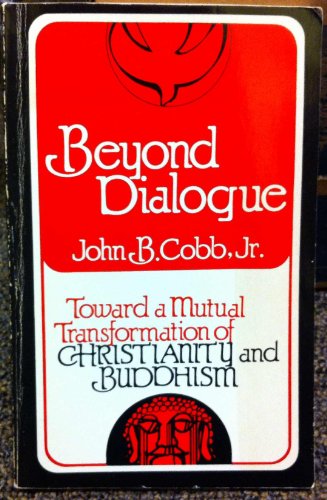 Beyond
Dialogue
John B. Cobb, Jr.
Toward a Mutual
Transformation of
CHRISTIANITY and
BUDDHISM